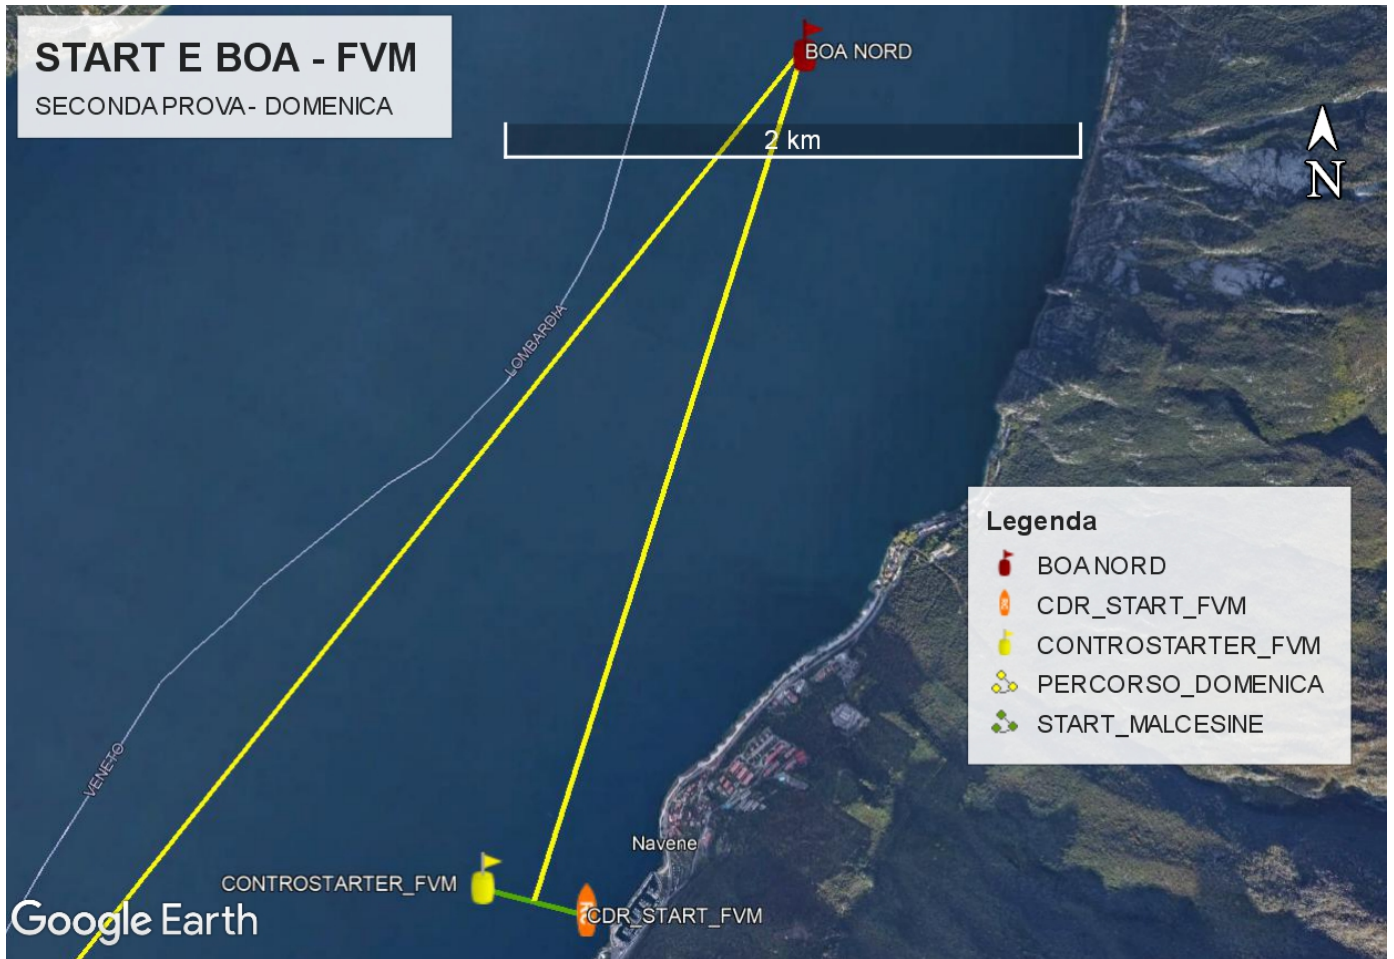 START E BOA - FVM
SECONDA PROVA - DOMENICA
BOA NORD
2 km
N
LOMBARDIA
VENETO
Legenda
BOA NORD
CDR_START_FVM
CONTROSTARTER_FVM
PERCORSO_DOMENICA
START_MALCESINE
Navene
CONTROSTARTER_FVM
CDR_START_FVM
Google Earth